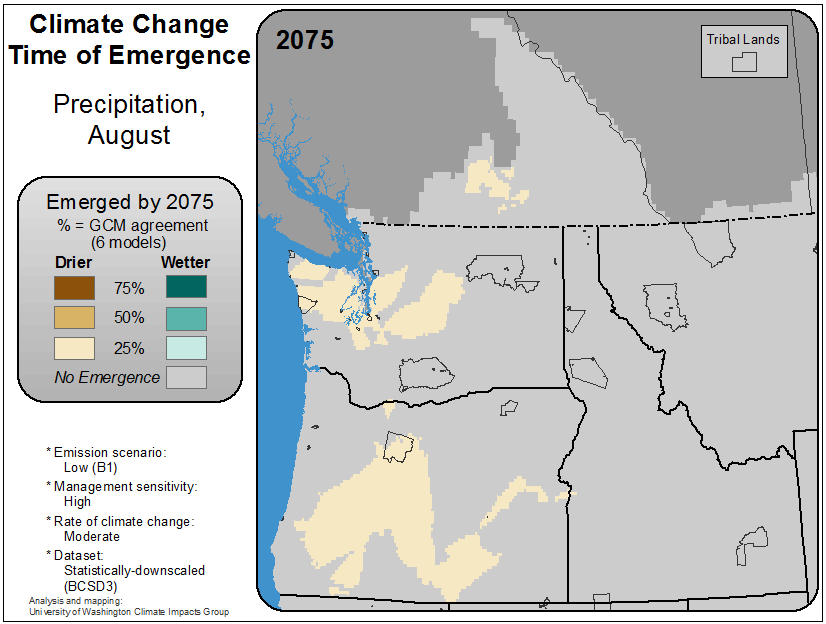 Climate Change
Time of Emergence
Precipitation,
August
Emerged by 2075
% = GCM agreement
(6 models)
Drier Wetter
75%
50%
25%
No Emergence
* Emission scenario:
Low (B1)
* Management sensitivity:
High
* Rate of climate change:
Moderate
* Dataset:
Statistically-downscaled
(BCSD3)
Analysis and mapping:
University of Washington Climate Impacts Group
2075
Tribal Lands